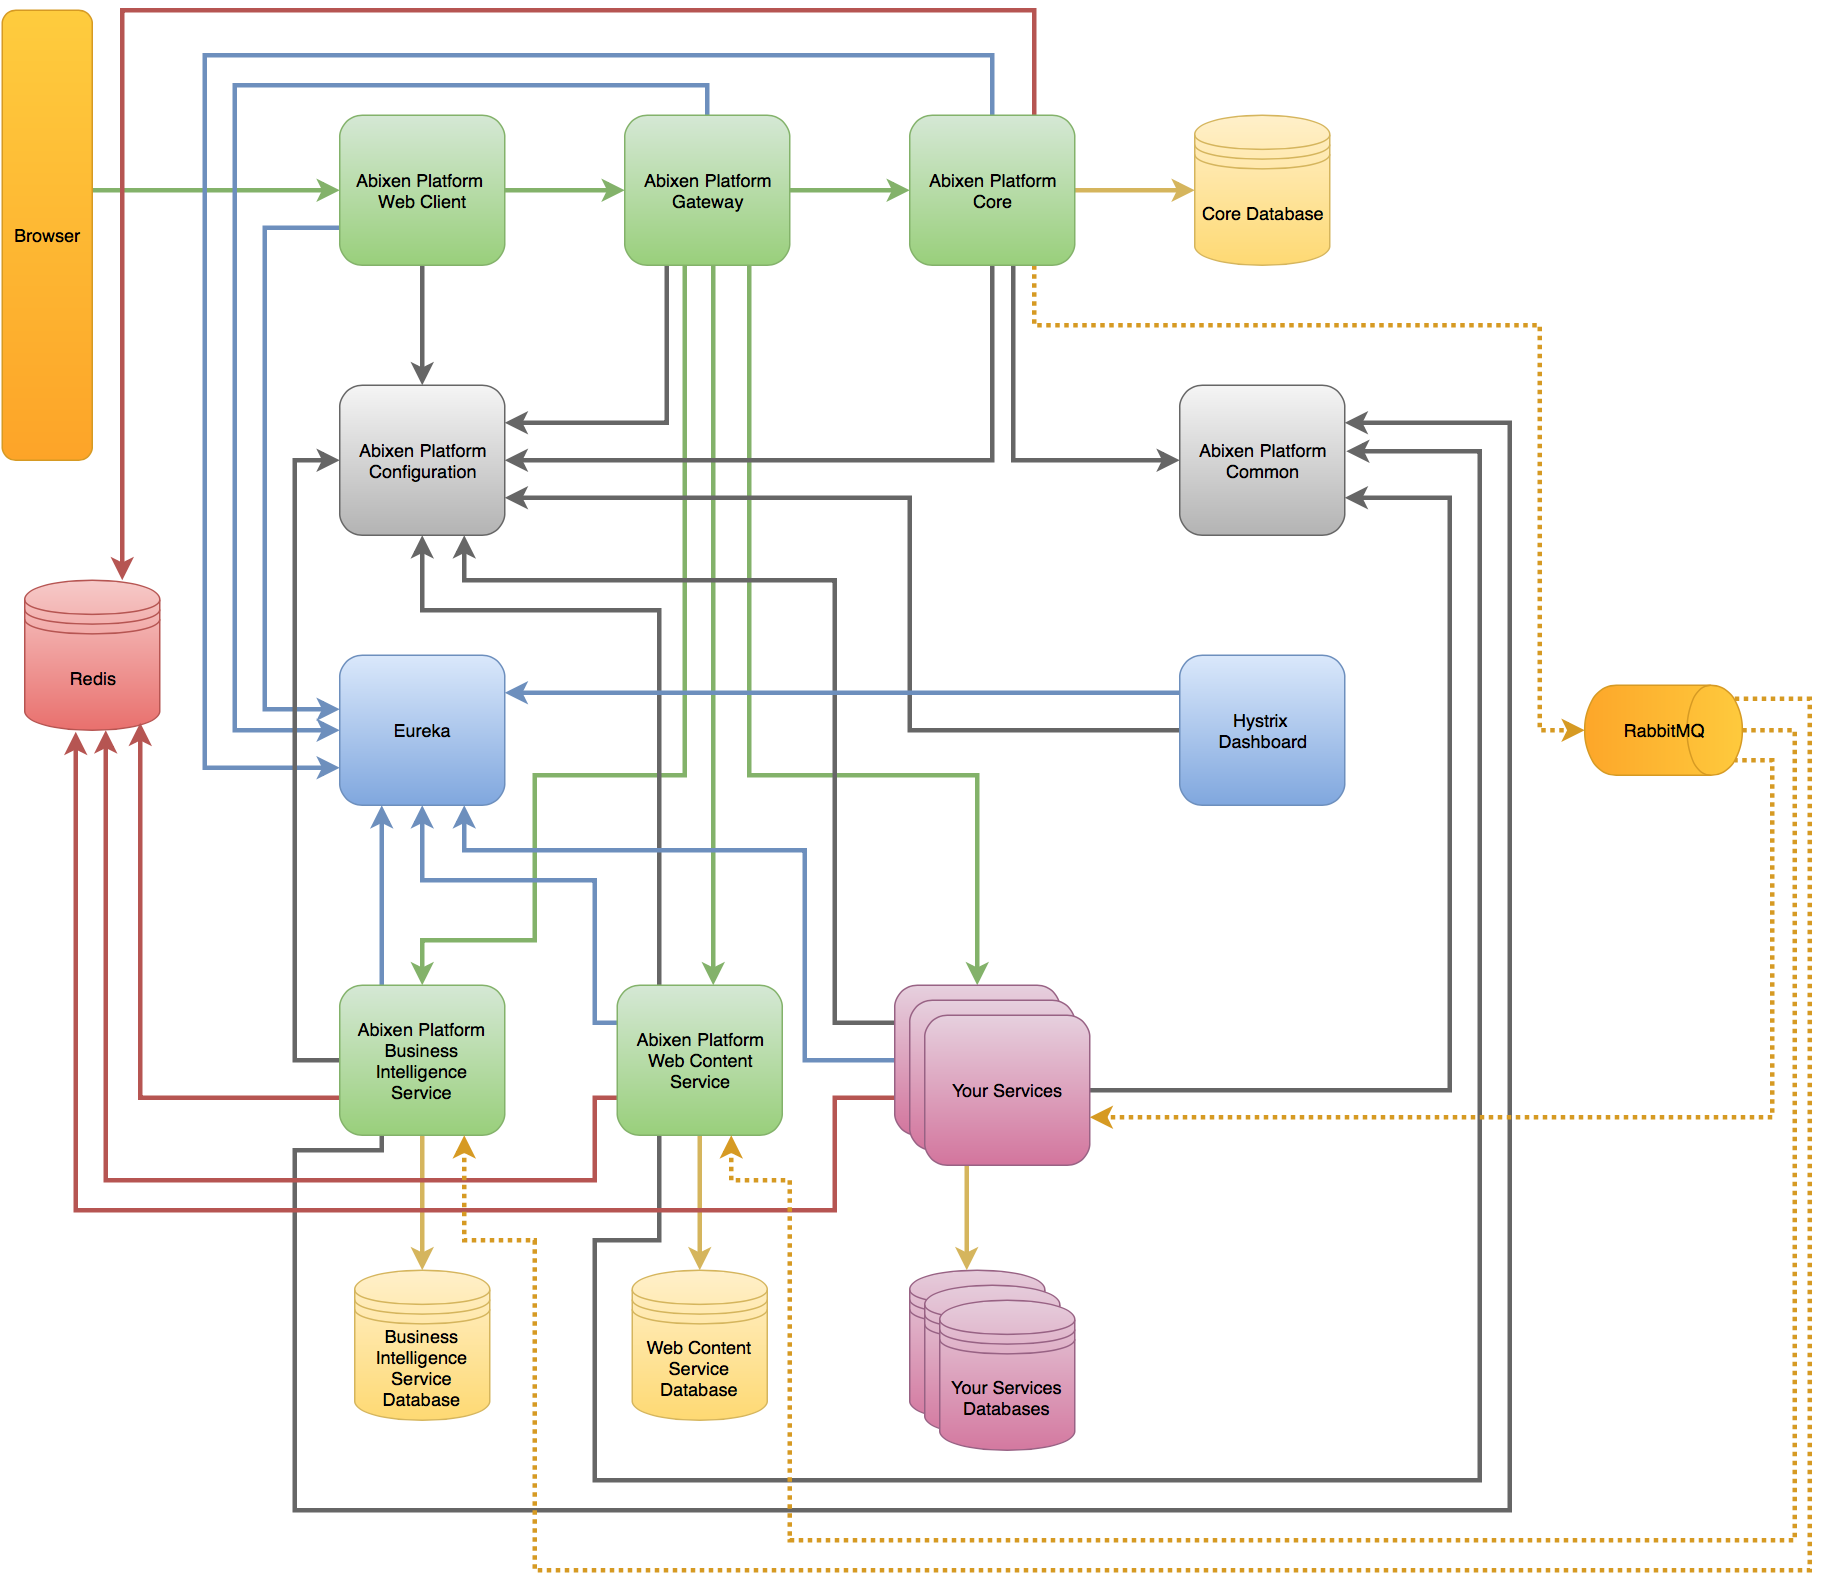 Browser
Abixen Platform
Web Client
Abixen Platform
Gateway
Abixen Platform
Core
Core Database
Abixen Platform
Configuration
Abixen Platform
Common
Redis
Eureka
Hystrix
Dashboard
RabbitMQ
Abixen Platform
Business
Intelligence
Service
Abixen Platform
Web Content
Service
Your Services
Business
Intelligence
Service
Database
Web Content
Service
Database
Your Services
Databases